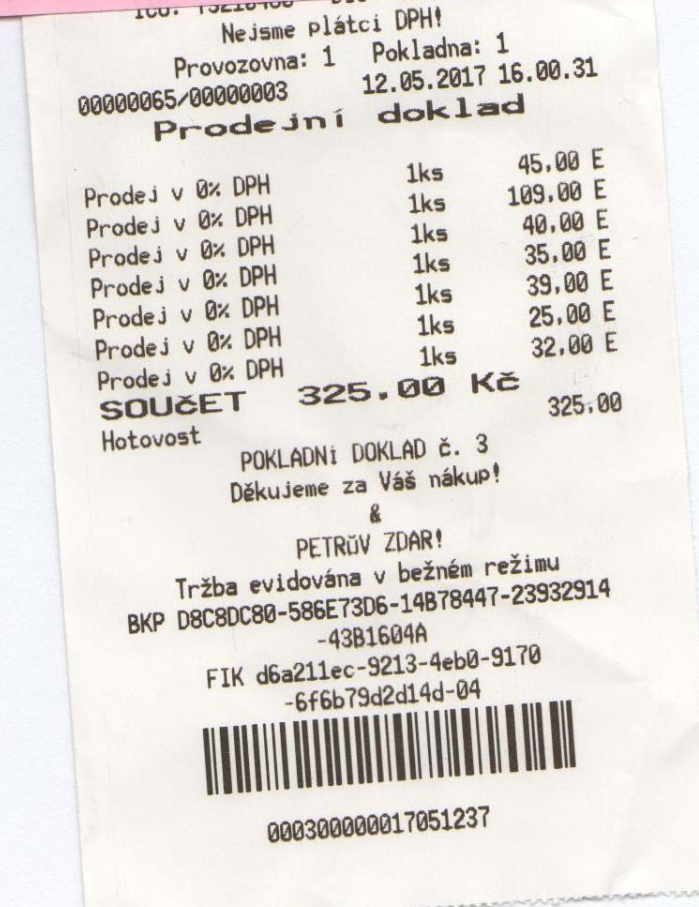 Nejsme plátci DPH!
Provozovna: 1 Pokladna: 1
00000065/00000003 12.05.2017 16.00.31
Prodejní doklad
Prodej v 0% DPH 1ks 45,00 E
Prodej v 0% DPH 1ks 109,00 E
Prodej v 0% DPH 1ks 40,00 E
Prodej v 0% DPH 1ks 35,00 E
Prodej v 0% DPH 1ks 39,00 E
Prodej v 0% DPH 1ks 25,00 E
Prodej v 0% DPH 1ks 32,00 E
SOUČET 325.00 Kč
Hotovost 325,00
POKLADNí DOKLAD č. 3
Děkujeme za Váš nákup!
&
PETRův ZDAR!
Tržba evidována v bežném režimu
BKP D8C8DC80-586E73D6-14B78447-23932914
-43B1604A
FIK d6a211ec-9213-4eb0-9170
-6f6b79d2d14d-04
000300000017051237